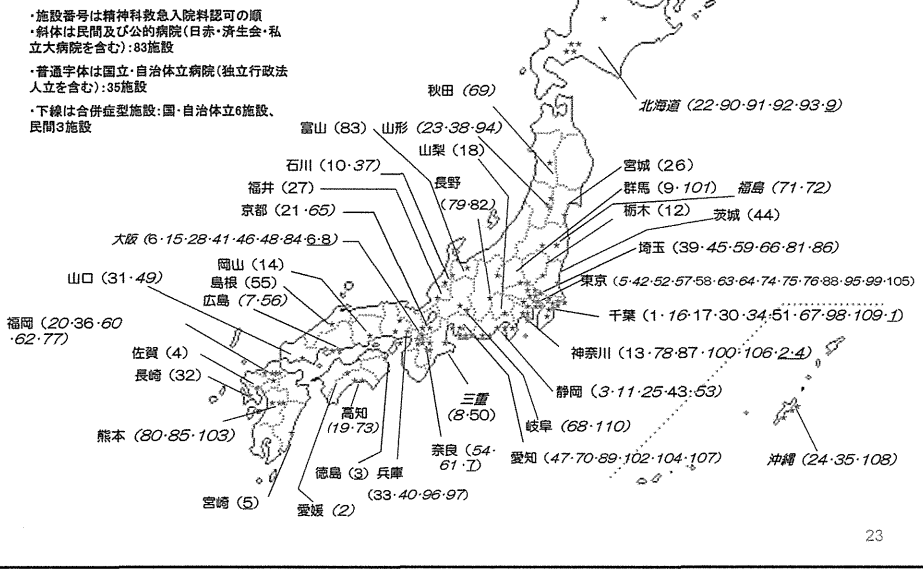 ・施設番号は精神科救急入院料認可の順
・斜体は民間及び公的病院(日赤・済生会・私
立大病院を含む):83施設
・普通字体は国立・自治体立病院(独立行政法
人立を含む):35施設
・下線は合併症型施設:国・自治体立6施設、
民間3施設
北海道 (22・90・91・92・93・9)
秋田 (69)
富山 (83)
山形 (23・38・94)
山梨 (18)
石川 (10・37)
長野
(79・82)
福井 (27)
京都 (21・65)
大阪 (6・15・28・41・46・48・84・6・8)
宮城 (26)
群馬 (9・101)
福島 (71・72)
栃木 (12)
茨城 (44)
埼玉 (39・45・59・66・81・86)
東京 (5・42・52・57・58・63・64・74・75・76・88・95・99・105)
千葉 (1・16・17・30・34・51・67・98・109・1)
神奈川 (13・78・87・100・106・2・4)
静岡 (3・11・25・43・53)
岐阜 (68・110)
愛知 (47・70・89・102・104・107)
三重
(8・50)
岡山 (14)
島根 (55)
広島 (7・56)
山口 (31・49)
福岡 (20・36・60
・62・77)
佐賀 (4)
長崎 (32)
熊本 (80・85・103)
宮崎 (5)
愛媛 (2)
高知
(19・73)
徳島 (3)
兵庫
(33・40・96・97)
奈良 (54・
61・7)
沖縄 (24・35・108)
23